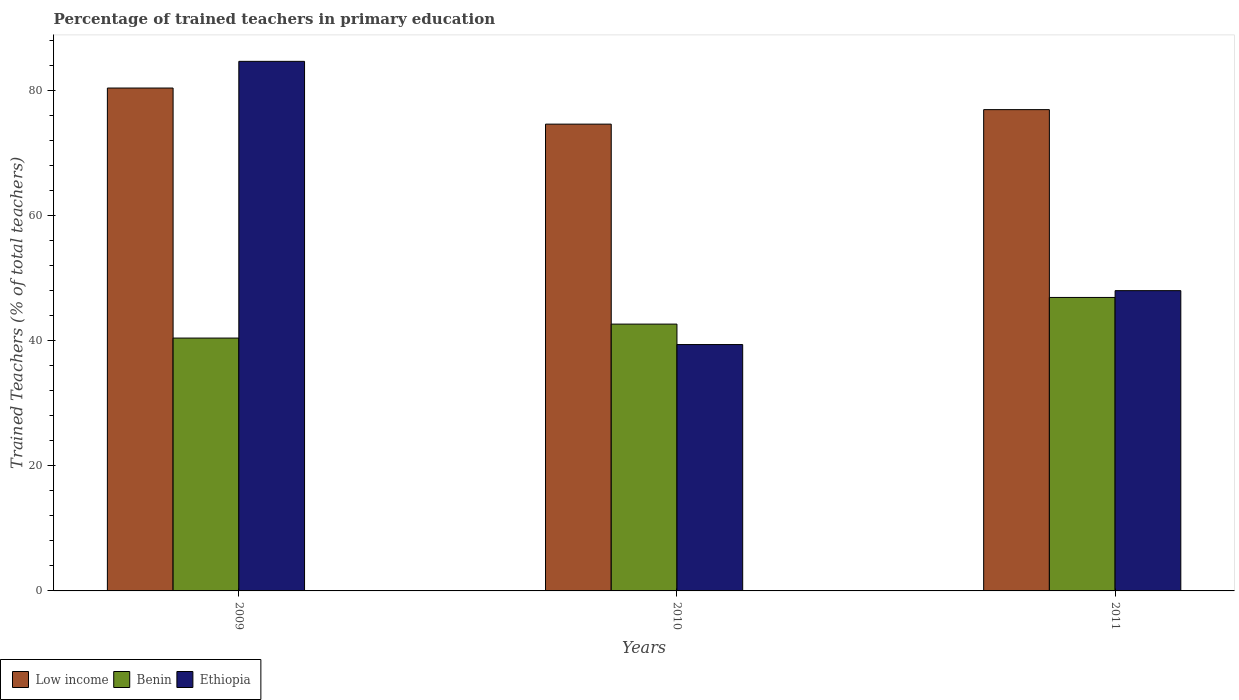 Percentage of trained teachers in primary education
Trained Teachers (% of total teachers)
80
60
40
20
0
2009
2010
2011
Years
Low income
Benin
Ethiopia